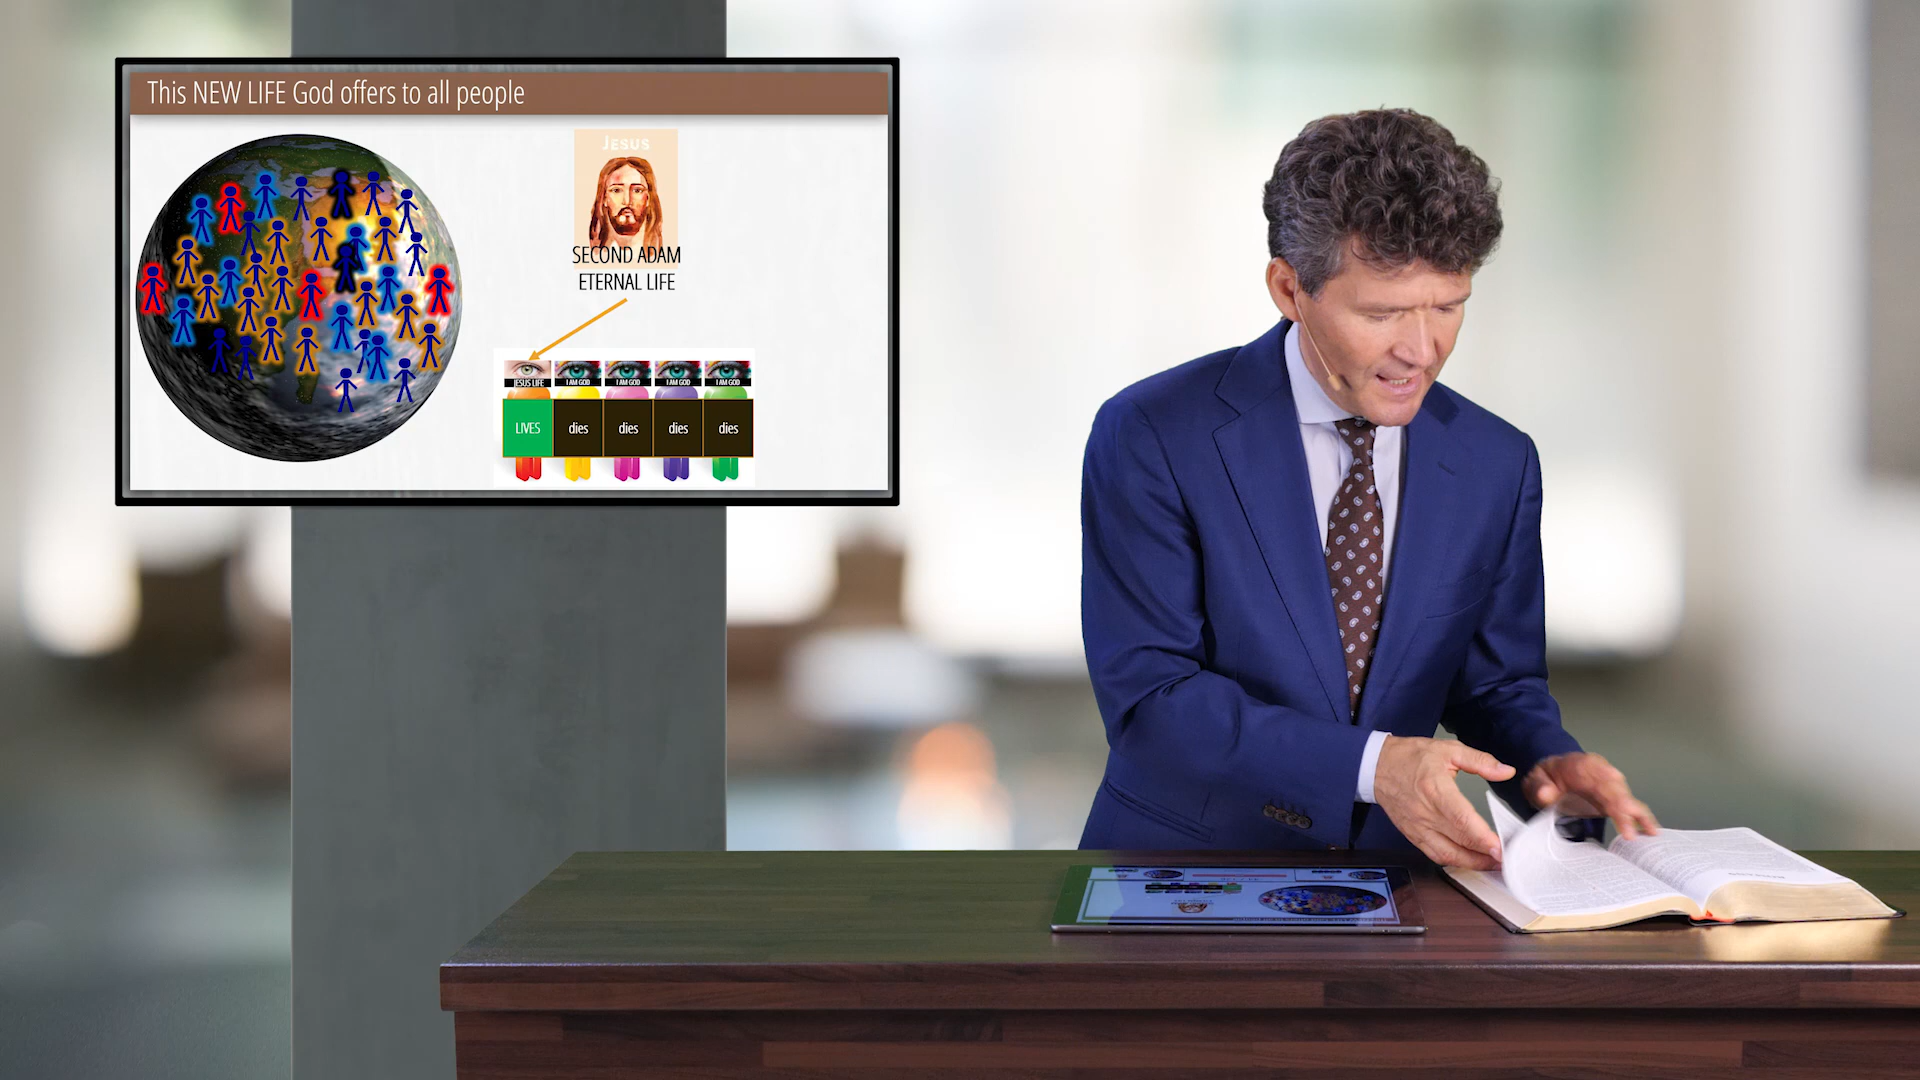 This NEW LIFE God offers to all people
JESUS
SECOND ADAM
ETERNAL LIFE
JESUS LIFE
I AM GOD
I AM GOD
I AM GOD
I AM GOD
LIVES
dies
dies
dies
dies